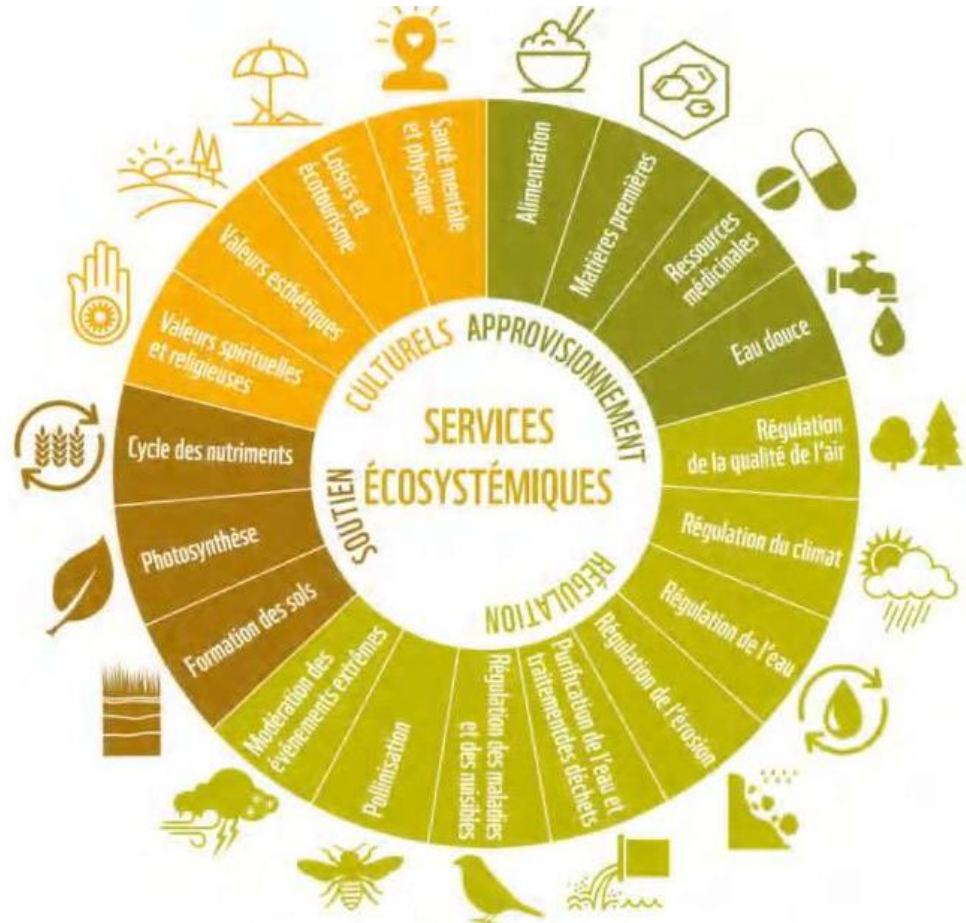 Santé mentale
et physique
Alimentation
Matières premières
Ressources
médicinales
Eau douce
Régulation
de la qualité de l'air
Régulation du climat
Régulation de l'eau
Régulation de l'érosion
Purification de l'eau et
traitement des déchets
Régulation des maladies
et des nuisibles
Pollinisation
Modération des
événements extrêmes
Formation des sols
Photosynthèse
Cycle des nutriments
Valeurs spirituelles
et religieuses
Valeurs esthétiques
Loisirs et
écotourisme
CULTURELS
APPROVISIONNEMENT
RÉGULATION
SOUTIEN
SERVICES
ÉCOSYSTÉMIQUES